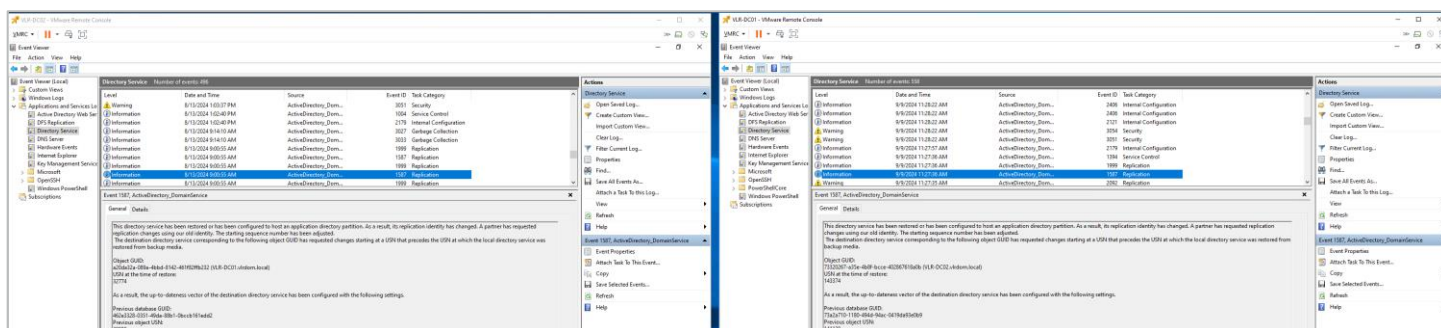 VLR-DC02 - VMware Remote Console
VMRC
Event Viewer
File Action View Help
Event Viewer (Local)
Custom Views
Windows Logs
Applications and Services Lo
Active Directory Web Ser
DFS Replication
Directory Service
DNS Server
Hardware Events
Internet Explorer
Key Management Service
Microsoft
OpenSSH
Windows PowerShell
Subscriptions
Directory Service Number of events: 486
Level Date and Time Source Event ID Task Category
Warning 8/13/2024 1:03:37 PM ActiveDirectory_Dom... 3051 Security
Information 8/13/2024 1:02:40 PM ActiveDirectory_Dom... 1004 Service Control
Information 8/13/2024 1:02:40 PM ActiveDirectory_Dom... 2179 Internal Configuration
Information 8/13/2024 9:14:10 AM ActiveDirectory_Dom... Garbage Collection
Information 8/13/2024 9:14:10 AM ActiveDirectory_Dom... 3033 Garbage Collection
Information 8/13/2024 9:00:55 AM ActiveDirectory_Dom... 1999 Replication
Information 8/13/2024 9:00:55 AM ActiveDirectory_Dom... 1587 Replication
Information 8/13/2024 9:00:55 AM ActiveDirectory_Dom... 1999 Replication
Information 8/13/2024 9:00:35 AM ActiveDirectory_Dom... 1587 Replication
Information 8/13/2024 9:00:35 AM ActiveDirectory_Dom... 1999 Replication
Event 1587, ActiveDirectory_DomainService
General Details
This directory service has been restored or has been configured to host an application directory partition. As a result, its replication identity has changed. A partner has requested
replication changes using our old identity. The starting sequence number has been adjusted.
The destination directory service corresponding to the following object GUID has requested changes starting at a USN that precedes the USN at which the local directory service was
restored from backup media.
Object GUID:
(VLR-DC01.vlrdom.local)
USN at the time of restore:
32774
As a result, the up-to-dateness vector of the destination directory service has been configured with the following settings.
Previous database GUID:
Previous object USN:
Actions
Directory Service
Open Saved Log...
Create Custom View...
Import Custom View...
Clear Log...
Filter Current Log...
Properties
Find...
Save All Events As...
Attach a Task To this Log...
View
Refresh
Help
Event 1587, ActiveDirectory_DomainService
Event Properties
Attach Task To This Event...
Copy
Save Selected Events...
Refresh
Help
VLR-DC01 - VMware Remote Console
VMRC
Event Viewer
File Action View Help
Event Viewer (Local)
Custom Views
Windows Logs
Applications and Services Lo
Active Directory Web Ser
DFS Replication
Directory Service
DNS Server
Hardware Events
Internet Explorer
Key Management Service
Microsoft
OpenSSH
PowerShellCore
Windows PowerShell
Subscriptions
Directory Service Number of events:
Level Date and Time Source Event ID Task Category
Information 9/9/2024 11:28:22 AM ActiveDirectory_Dom... 2406 Internal Configuration
Information 9/9/2024 11:28:22 AM ActiveDirectory_Dom... 2406 Internal Configuration
Information 9/9/2024 11:28:22 AM ActiveDirectory_Dom... 2121 Internal Configuration
Warning 9/9/2024 11:28:22 AM ActiveDirectory_Dom... 3054 Security
Warning 9/9/2024 11:28:22 AM ActiveDirectory_Dom... 3051 Security
Information 9/9/2024 11:27:57 AM ActiveDirectory_Dom... 2179 Internal Configuration
Information 9/9/2024 11:27:36 AM ActiveDirectory_Dom... 1394 Service Control
Information 9/9/2024 11:27:36 AM ActiveDirectory_Dom... 1999 Replication
Information 9/9/2024 11:27:36 AM ActiveDirectory_Dom... 1587 Replication
Warning 9/9/2024 11:27:35 AM ActiveDirectory_Dom... 2092 Replication
Event 1587, ActiveDirectory_DomainService
General Details
This directory service has been restored or has been configured to host an application directory partition. As a result, its replication identity has changed. A partner has requested
replication changes using our old identity. The starting sequence number has been adjusted.
The destination directory service corresponding to the following object GUID has requested changes starting at a USN that precedes the USN at which the local directory service was restored from
backup media.
Object GUID:
(VLR-DC02.vlrdom.local)
USN at the time of restore:
143374
As a result, the up-to-dateness vector of the destination directory service has been configured with the following settings.
Previous database GUID:
Previous object USN:
Actions
Directory Service
Open Saved Log...
Create Custom View...
Import Custom View...
Clear Log...
Filter Current Log...
Properties
Find...
Save All Events As...
Attach a Task To this Log...
View
Refresh
Help
Event 1587, ActiveDirectory_DomainService
Event Properties
Attach Task To This Event...
Copy
Save Selected Events...
Refresh
Help